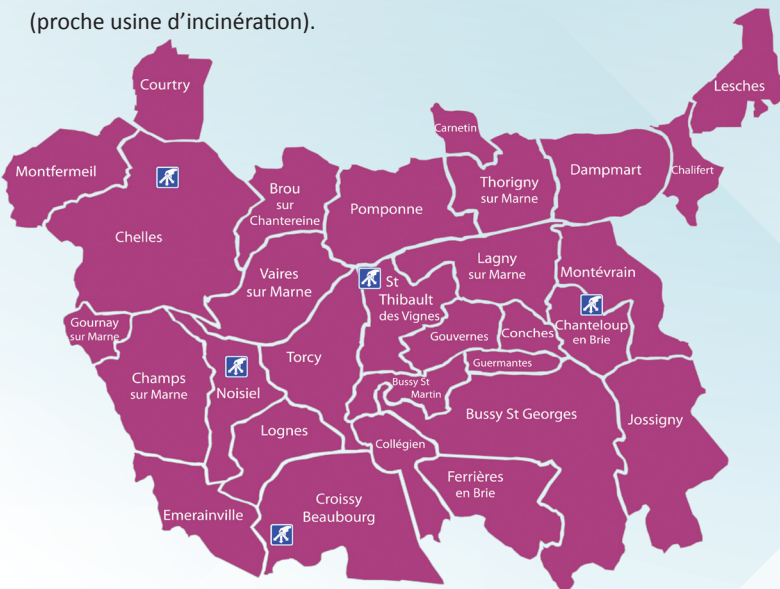 (proche usine d’incinération).
Courtry
Lesches
Carnetin
Montfermeil
Brou
sur
Chantereine
Pomponne
Thorigny
sur Marne
Dampmart
Chalifert
Chelles
Vaires
sur Marne
St
Thibault
des Vignes
Lagny
sur Marne
Montévrain
Gournay
sur Marne
Gouvernes
Conches
Chanteloup
en Brie
Champs
sur Marne
Noisiel
Torcy
Guermantes
Bussy St
Martin
Bussy St Georges
Jossigny
Lognes
Collégien
Ferrières
en Brie
Emerainville
Croissy
Beaubourg